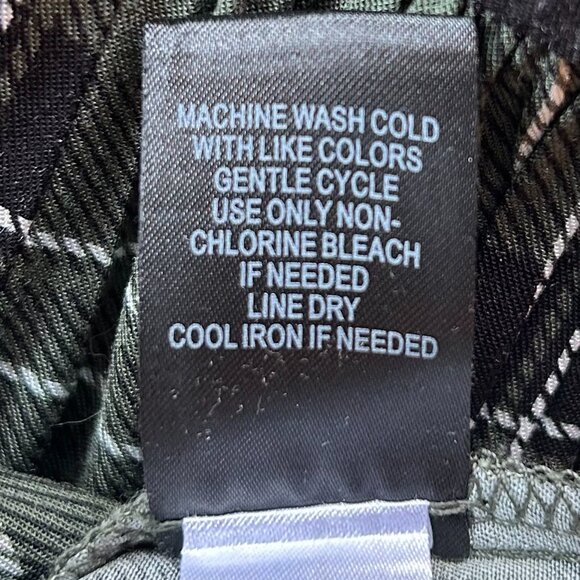 MACHINE WASH COLD
WITH LIKE COLORS
GENTLE CYCLE
USE ONLY NON-
CHLORINE BLEACH
IF NEEDED
LINE DRY
COOL IRON IF NEEDED